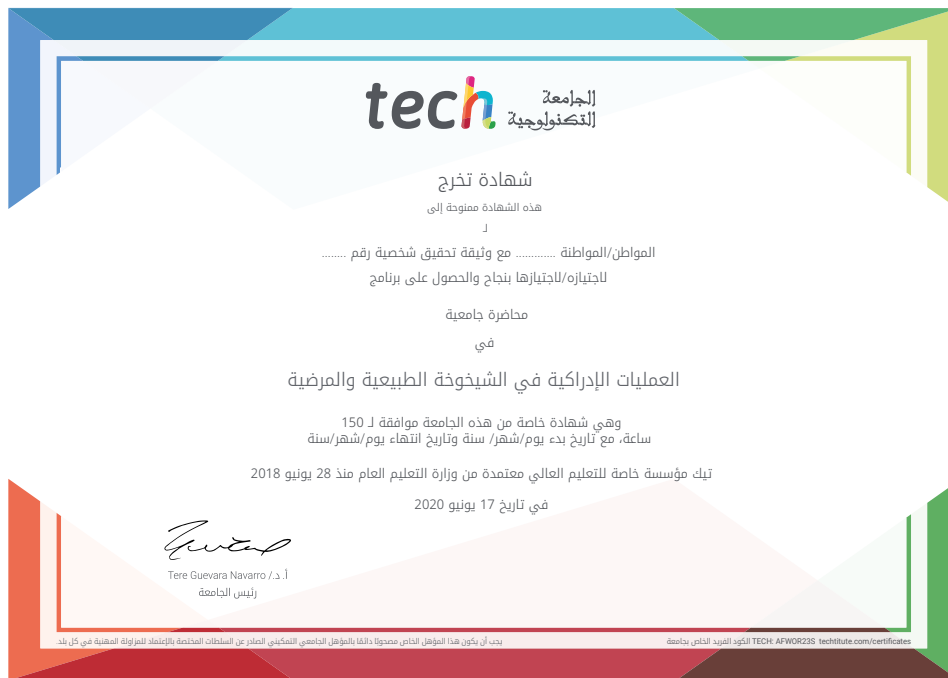 tech الجامعة
التكنولوجية
شهادة تخرج
هذه الشهادة ممنوحة إلى
لـ
المواطن/المواطنة ............ مع وثيقة تحقيق شخصية رقم ........
لاجتيازه/لاجتيازها بنجاح والحصول على برنامج
محاضرة جامعية
في
العمليات الإدراكية في الشيخوخة الطبيعية والمرضية
وهي شهادة خاصة من هذه الجامعة موافقة لـ 150
ساعة، مع تاريخ بدء يوم/شهر/ سنة وتاريخ انتهاء يوم/شهر/سنة
تيك مؤسسة خاصة للتعليم العالي معتمدة من وزارة التعليم العام منذ 28 يونيو 2018
في تاريخ 17 يونيو 2020
أ.د./ Tere Guevara Navarro
رئيس الجامعة
يجب أن يكون هذا المؤهل الخاص مصحوبًا دائمًا بالمؤهل الجامعي التمكيني الصادر عن السلطات المختصة بالإعتماد للمزاولة المهنية في كل بلد.
الكود الفريد الخاص بجامعة TECH: AFWOR23S techtitute.com/certificates